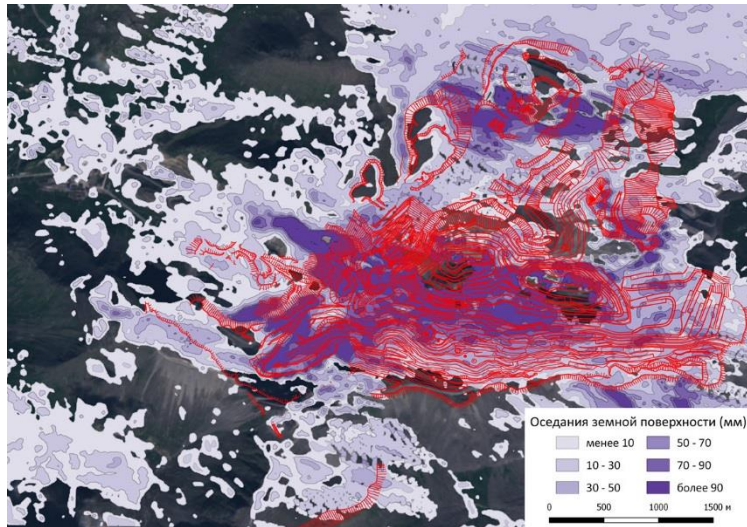 Оседания земной поверхности (мм)
менее 10
50 - 70
10 - 30
70 - 90
30 - 50
более 90
0 500 1000 1500 м